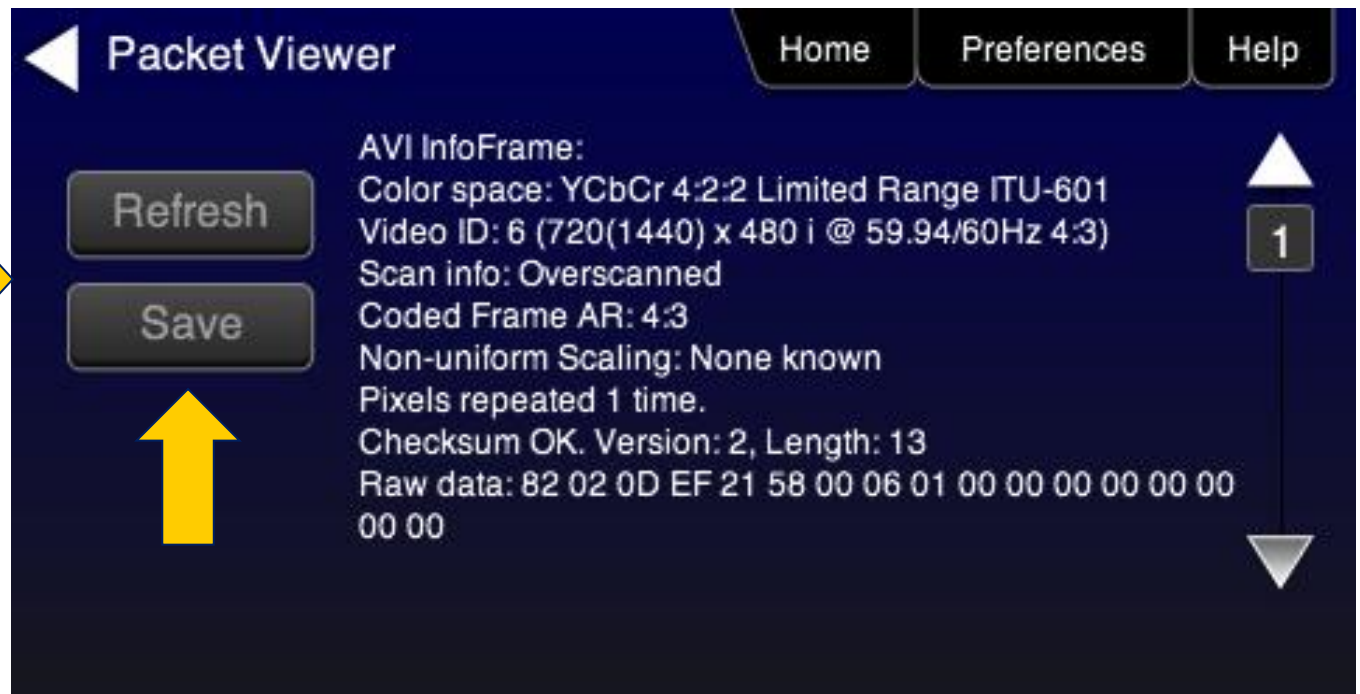 Packet Viewer
Home
Preferences
Help
Refresh
Save
AVI InfoFrame:
Color space: YCbCr 4:2:2 Limited Range ITU-601
Video ID: 6 (720(1440) x 480 i @ 59.94/60Hz 4:3)
Scan info: Overscanned
Coded Frame AR: 4:3
Non-uniform Scaling: None known
Pixels repeated 1 time.
Checksum OK. Version: 2, Length: 13
Raw data: 82 02 0D EF 21 58 00 06 01 00 00 00 00 00 00
00 00
1